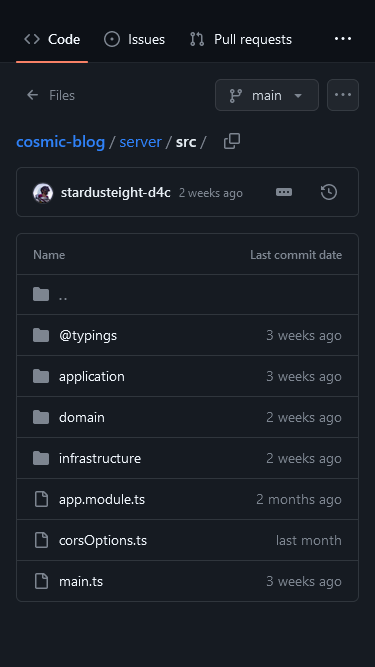 Code Issues Pull requests
Files main
cosmic-blog / server / src /
stardusteight-d4c 2 weeks ago
Name Last commit date
..
@typings 3 weeks ago
application 3 weeks ago
domain 2 weeks ago
infrastructure 2 weeks ago
app.module.ts 2 months ago
corsOptions.ts last month
main.ts 3 weeks ago